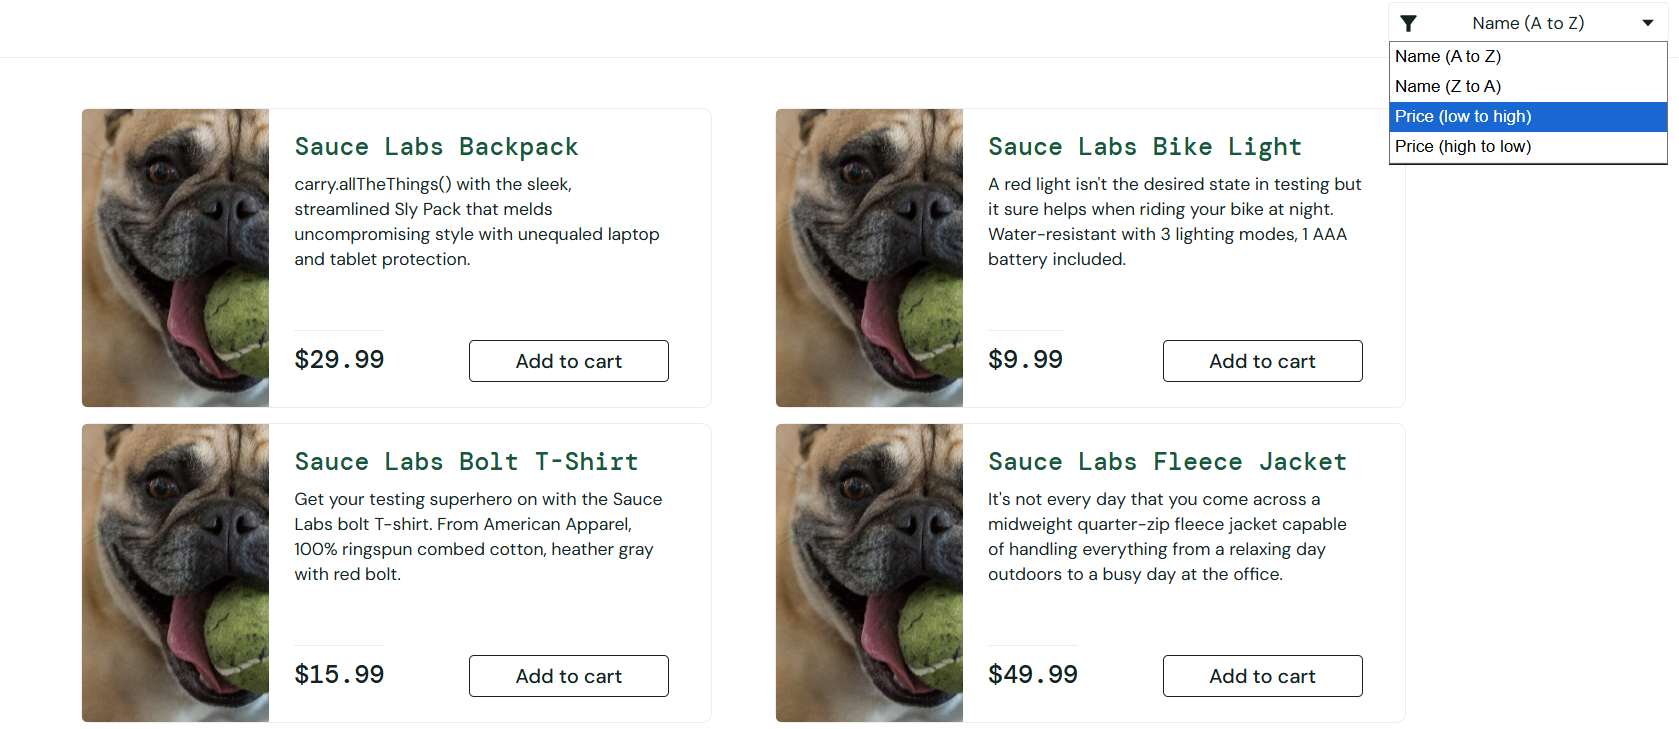 Name (A to Z)
Name (A to Z)
Name (Z to A)
Price (low to high)
Price (high to low)
Sauce Labs Backpack
carry.allTheThings() with the sleek,
streamlined Sly Pack that melds
uncompromising style with unequaled laptop
and tablet protection.
$29.99
Add to cart
Sauce Labs Bike Light
A red light isn't the desired state in testing but
it sure helps when riding your bike at night.
Water-resistant with 3 lighting modes, 1 AAA
battery included.
$9.99
Add to cart
Sauce Labs Bolt T-Shirt
Get your testing superhero on with the Sauce
Labs bolt T-shirt. From American Apparel,
100% ringspun combed cotton, heather gray
with red bolt.
$15.99
Add to cart
Sauce Labs Fleece Jacket
It's not every day that you come across a
midweight quarter-zip fleece jacket capable
of handling everything from a relaxing day
outdoors to a busy day at the office.
$49.99
Add to cart